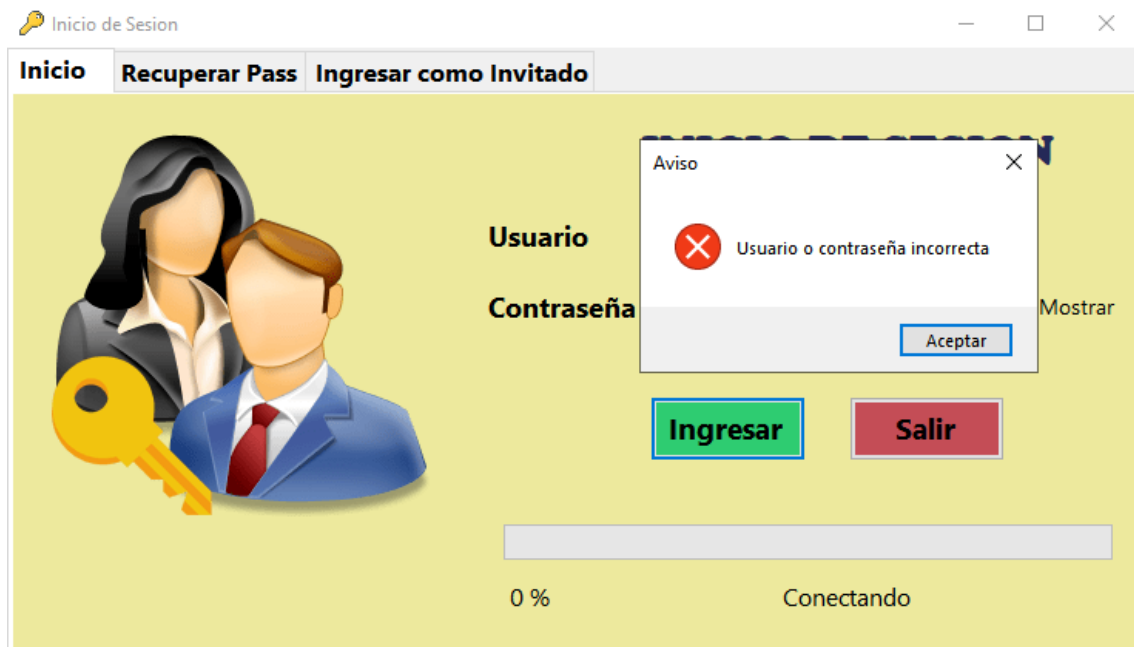 Inicio de Sesion
Inicio Recuperar Pass Ingresar como Invitado
Aviso
Usuario
Usuario o contraseña incorrecta
Contraseña
Mostrar
Aceptar
Ingresar Salir
0 % Conectando